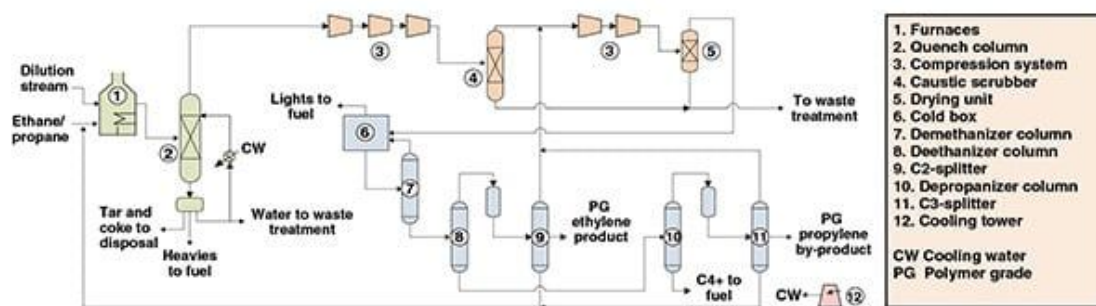 Dilution
stream
Ethane/
propane
1
2
CW
Tar and
coke to
disposal
Heavies
to fuel
Water to waste
treatment
3
4
3
5
To waste
treatment
Lights to
fuel
6
7
8
9
PG
ethylene
product
10
C4+ to
fuel
11
PG
propylene
by-product
CW
12
1. Furnaces
2. Quench column
3. Compression system
4. Caustic scrubber
5. Drying unit
6. Cold box
7. Demethanizer column
8. Deethanizer column
9. C2-splitter
10. Depropanizer column
11. C3-splitter
12. Cooling tower
CW Cooling water
PG Polymer grade